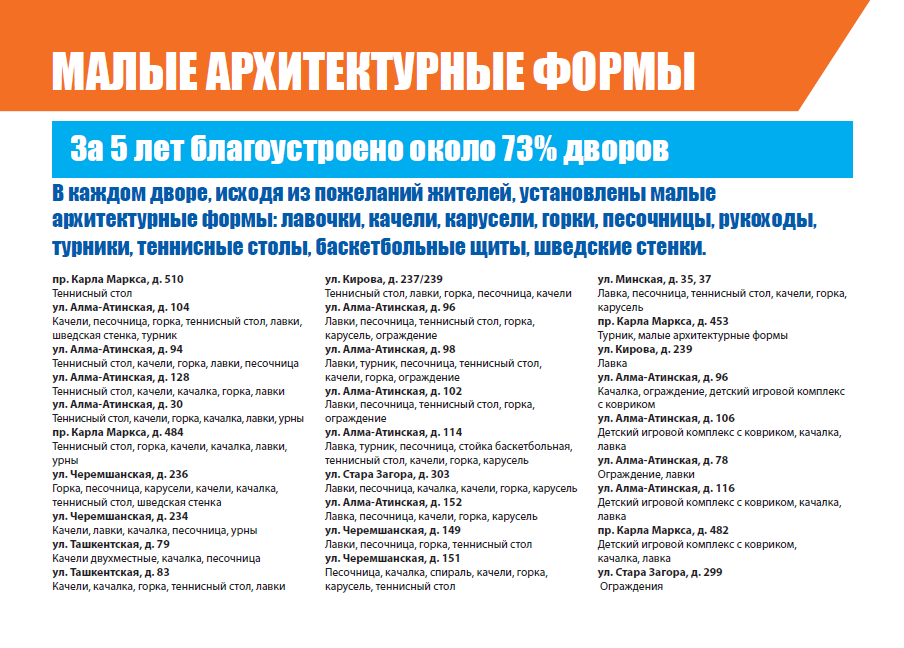 МАЛЫЕ АРХИТЕКТУРНЫЕ ФОРМЫ
За 5 лет благоустроено около 73% дворов
В каждом дворе, исходя из пожеланий жителей, установлены малые
архитектурные формы: лавочки, качели, карусели, горки, песочницы, рукоходы,
турники, теннисные столы, баскетбольные щиты, шведские стенки.
пр. Карла Маркса, д. 510
Теннисный стол
ул. Алма-Атинская, д. 104
Качели, песочница, горка, теннисный стол, лавки,
шведская стенка, турник
ул. Алма-Атинская, д. 94
Теннисный стол, качели, горка, лавки, песочница
ул. Алма-Атинская, д. 128
Теннисный стол, качели, качалка, горка, лавки
ул. Алма-Атинская, д. 30
Теннисный стол, качели, горка, качалка, лавки, урны
пр. Карла Маркса, д. 484
Теннисный стол, горка, качели, качалка, лавки,
урны
ул. Черемшанская, д. 236
Горка, песочница, карусели, качели, качалка,
теннисный стол, шведская стенка
ул. Черемшанская, д. 234
Качели, лавки, качалка, песочница, урны
ул. Ташкентская, д. 79
Качели двухместные, качалка, песочница
ул. Ташкентская, д. 83
Качели, качалка, горка, теннисный стол, лавки
ул. Кирова, д. 237/239
Теннисный стол, лавки, горка, песочница, качели
ул. Алма-Атинская, д. 96
Лавки, песочница, теннисный стол, горка,
карусель, ограждение
ул. Алма-Атинская, д. 98
Лавки, турник, песочница, теннисный стол,
качели, горка, ограждение
ул. Алма-Атинская, д. 102
Лавки, песочница, теннисный стол, горка,
ограждение
ул. Алма-Атинская, д. 114
Лавка, турник, песочница, стойка баскетбольная,
теннисный стол, качели, горка, карусель
ул. Стара Загора, д. 303
Лавки, песочница, качалка, качели, горка, карусель
ул. Алма-Атинская, д. 152
Лавка, песочница, качели, горка, карусель
ул. Черемшанская, д. 149
Лавки, песочница, горка, теннисный стол
ул. Черемшанская, д. 151
Песочница, качалка, спираль, качели, горка,
карусель, теннисный стол
ул. Минская, д. 35, 37
Лавка, песочница, теннисный стол, качели, горка,
карусель
пр. Карла Маркса, д. 453
Турник, малые архитектурные формы
ул. Кирова, д. 239
Лавка
ул. Алма-Атинская, д. 96
Качалка, ограждение, детский игровой комплекс
с ковриком
ул. Алма-Атинская, д. 106
Детский игровой комплекс с ковриком, качалка,
лавка
ул. Алма-Атинская, д. 78
Ограждение, лавки
ул. Алма-Атинская, д. 116
Детский игровой комплекс с ковриком, качалка,
лавка
пр. Карла Маркса, д. 482
Детский игровой комплекс с ковриком,
качалка, лавка
ул. Стара Загора, д. 299
Ограждения